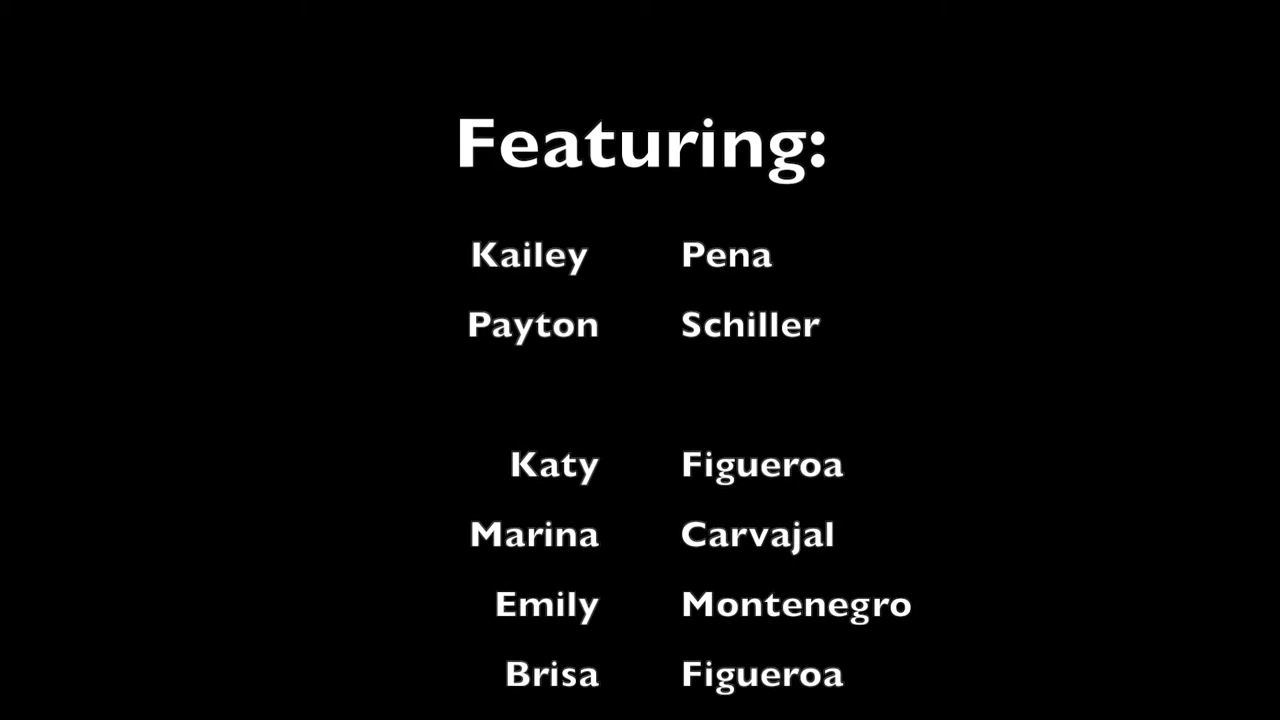 Featuring:
Kailey Pena
Payton Schiller
Katy Figueroa
Marina Carvajal
Emily Montenegro
Brisa Figueroa